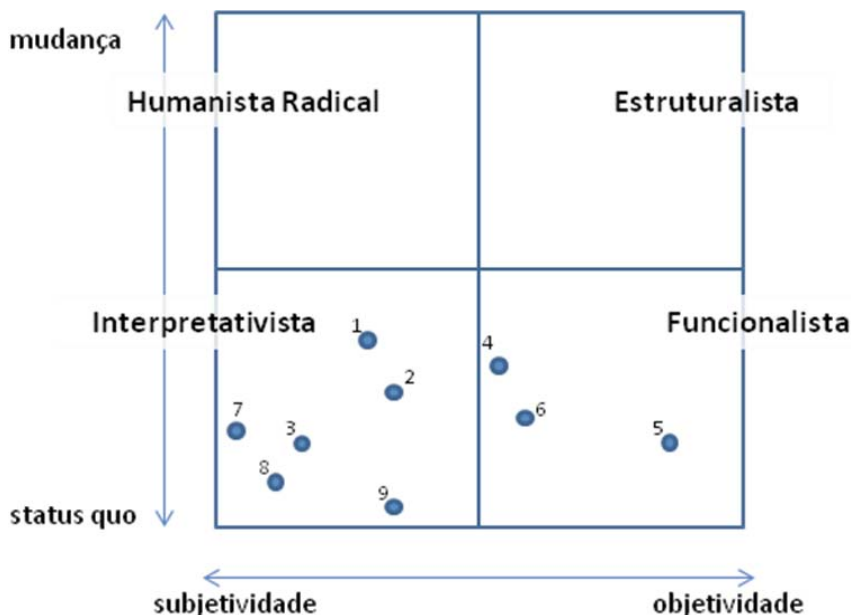 mudança
Humanista Radical
Estruturalista
Interpretativista
Funcionalista
1
4
2
6
7
3
5
8
9
status quo
subjetividade
objetividade